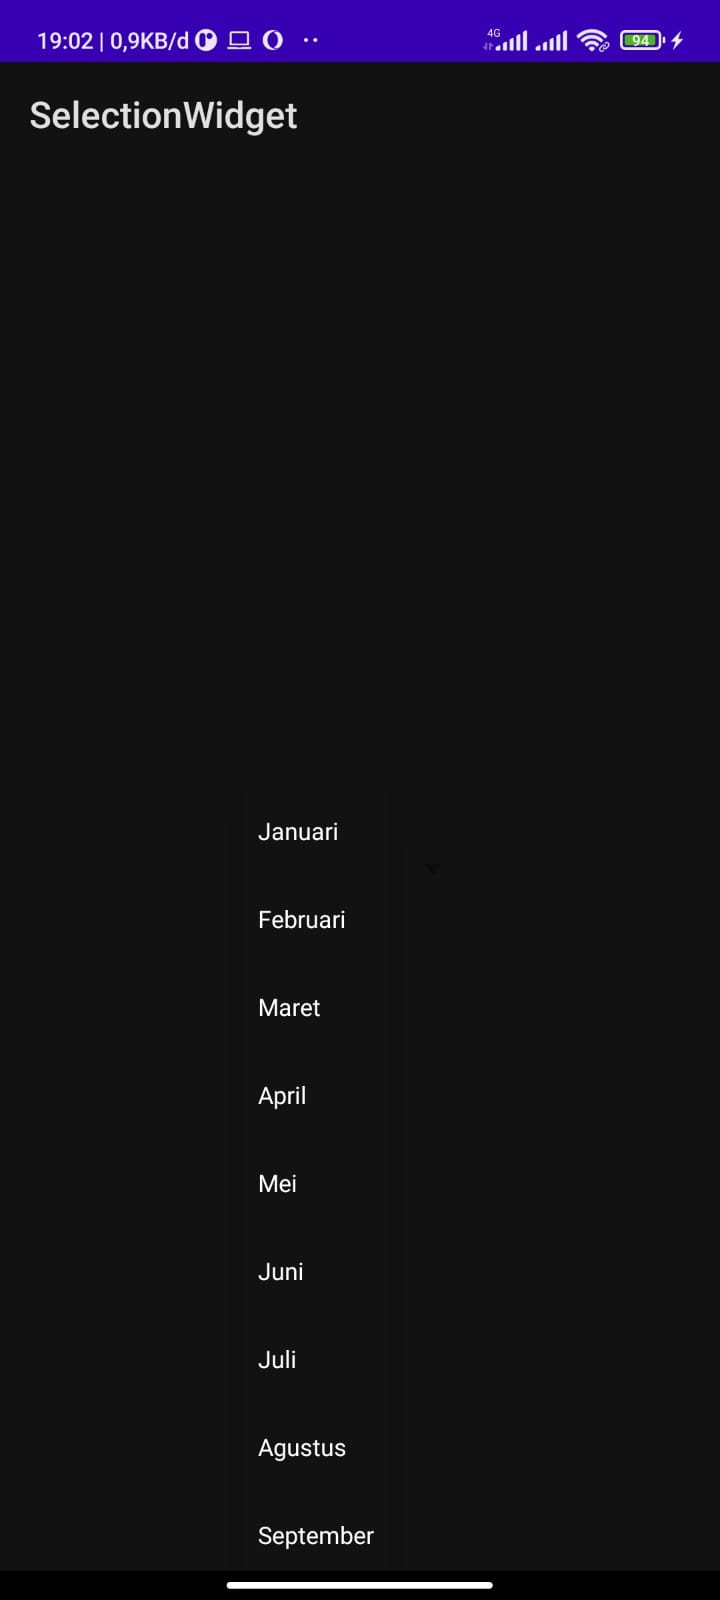 19:02 | 0,9KB/d
4G
94
SelectionWidget
Januari
Februari
Maret
April
Mei
Juni
Juli
Agustus
September